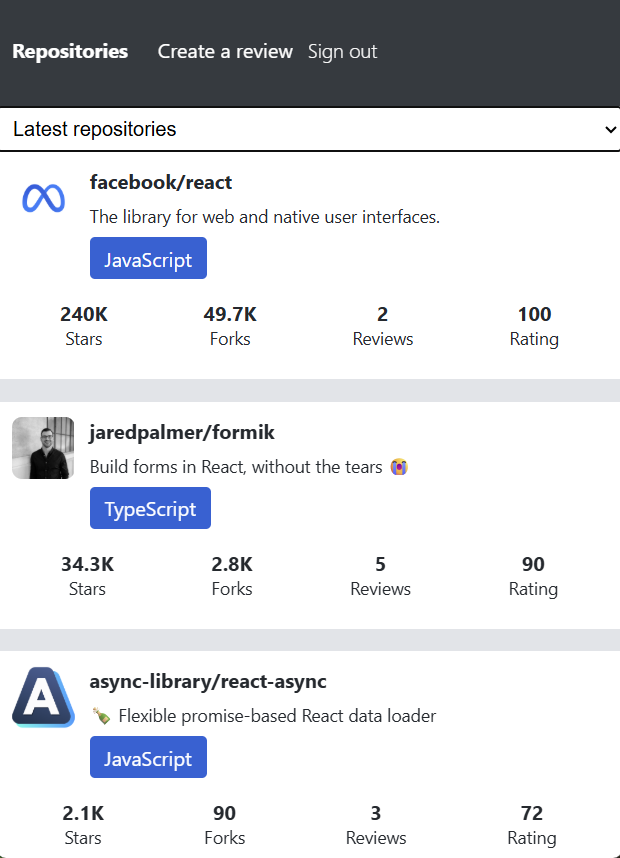 Repositories Create a review Sign out
Latest repositories
facebook/react
The library for web and native user interfaces.
JavaScript
240K 49.7K 2 100
Stars Forks Reviews Rating
jaredpalmer/formik
Build forms in React, without the tears 😭
TypeScript
34.3K 2.8K 5 90
Stars Forks Reviews Rating
A
async-library/react-async
🍾 Flexible promise-based React data loader
JavaScript
2.1K 90 3 72
Stars Forks Reviews Rating